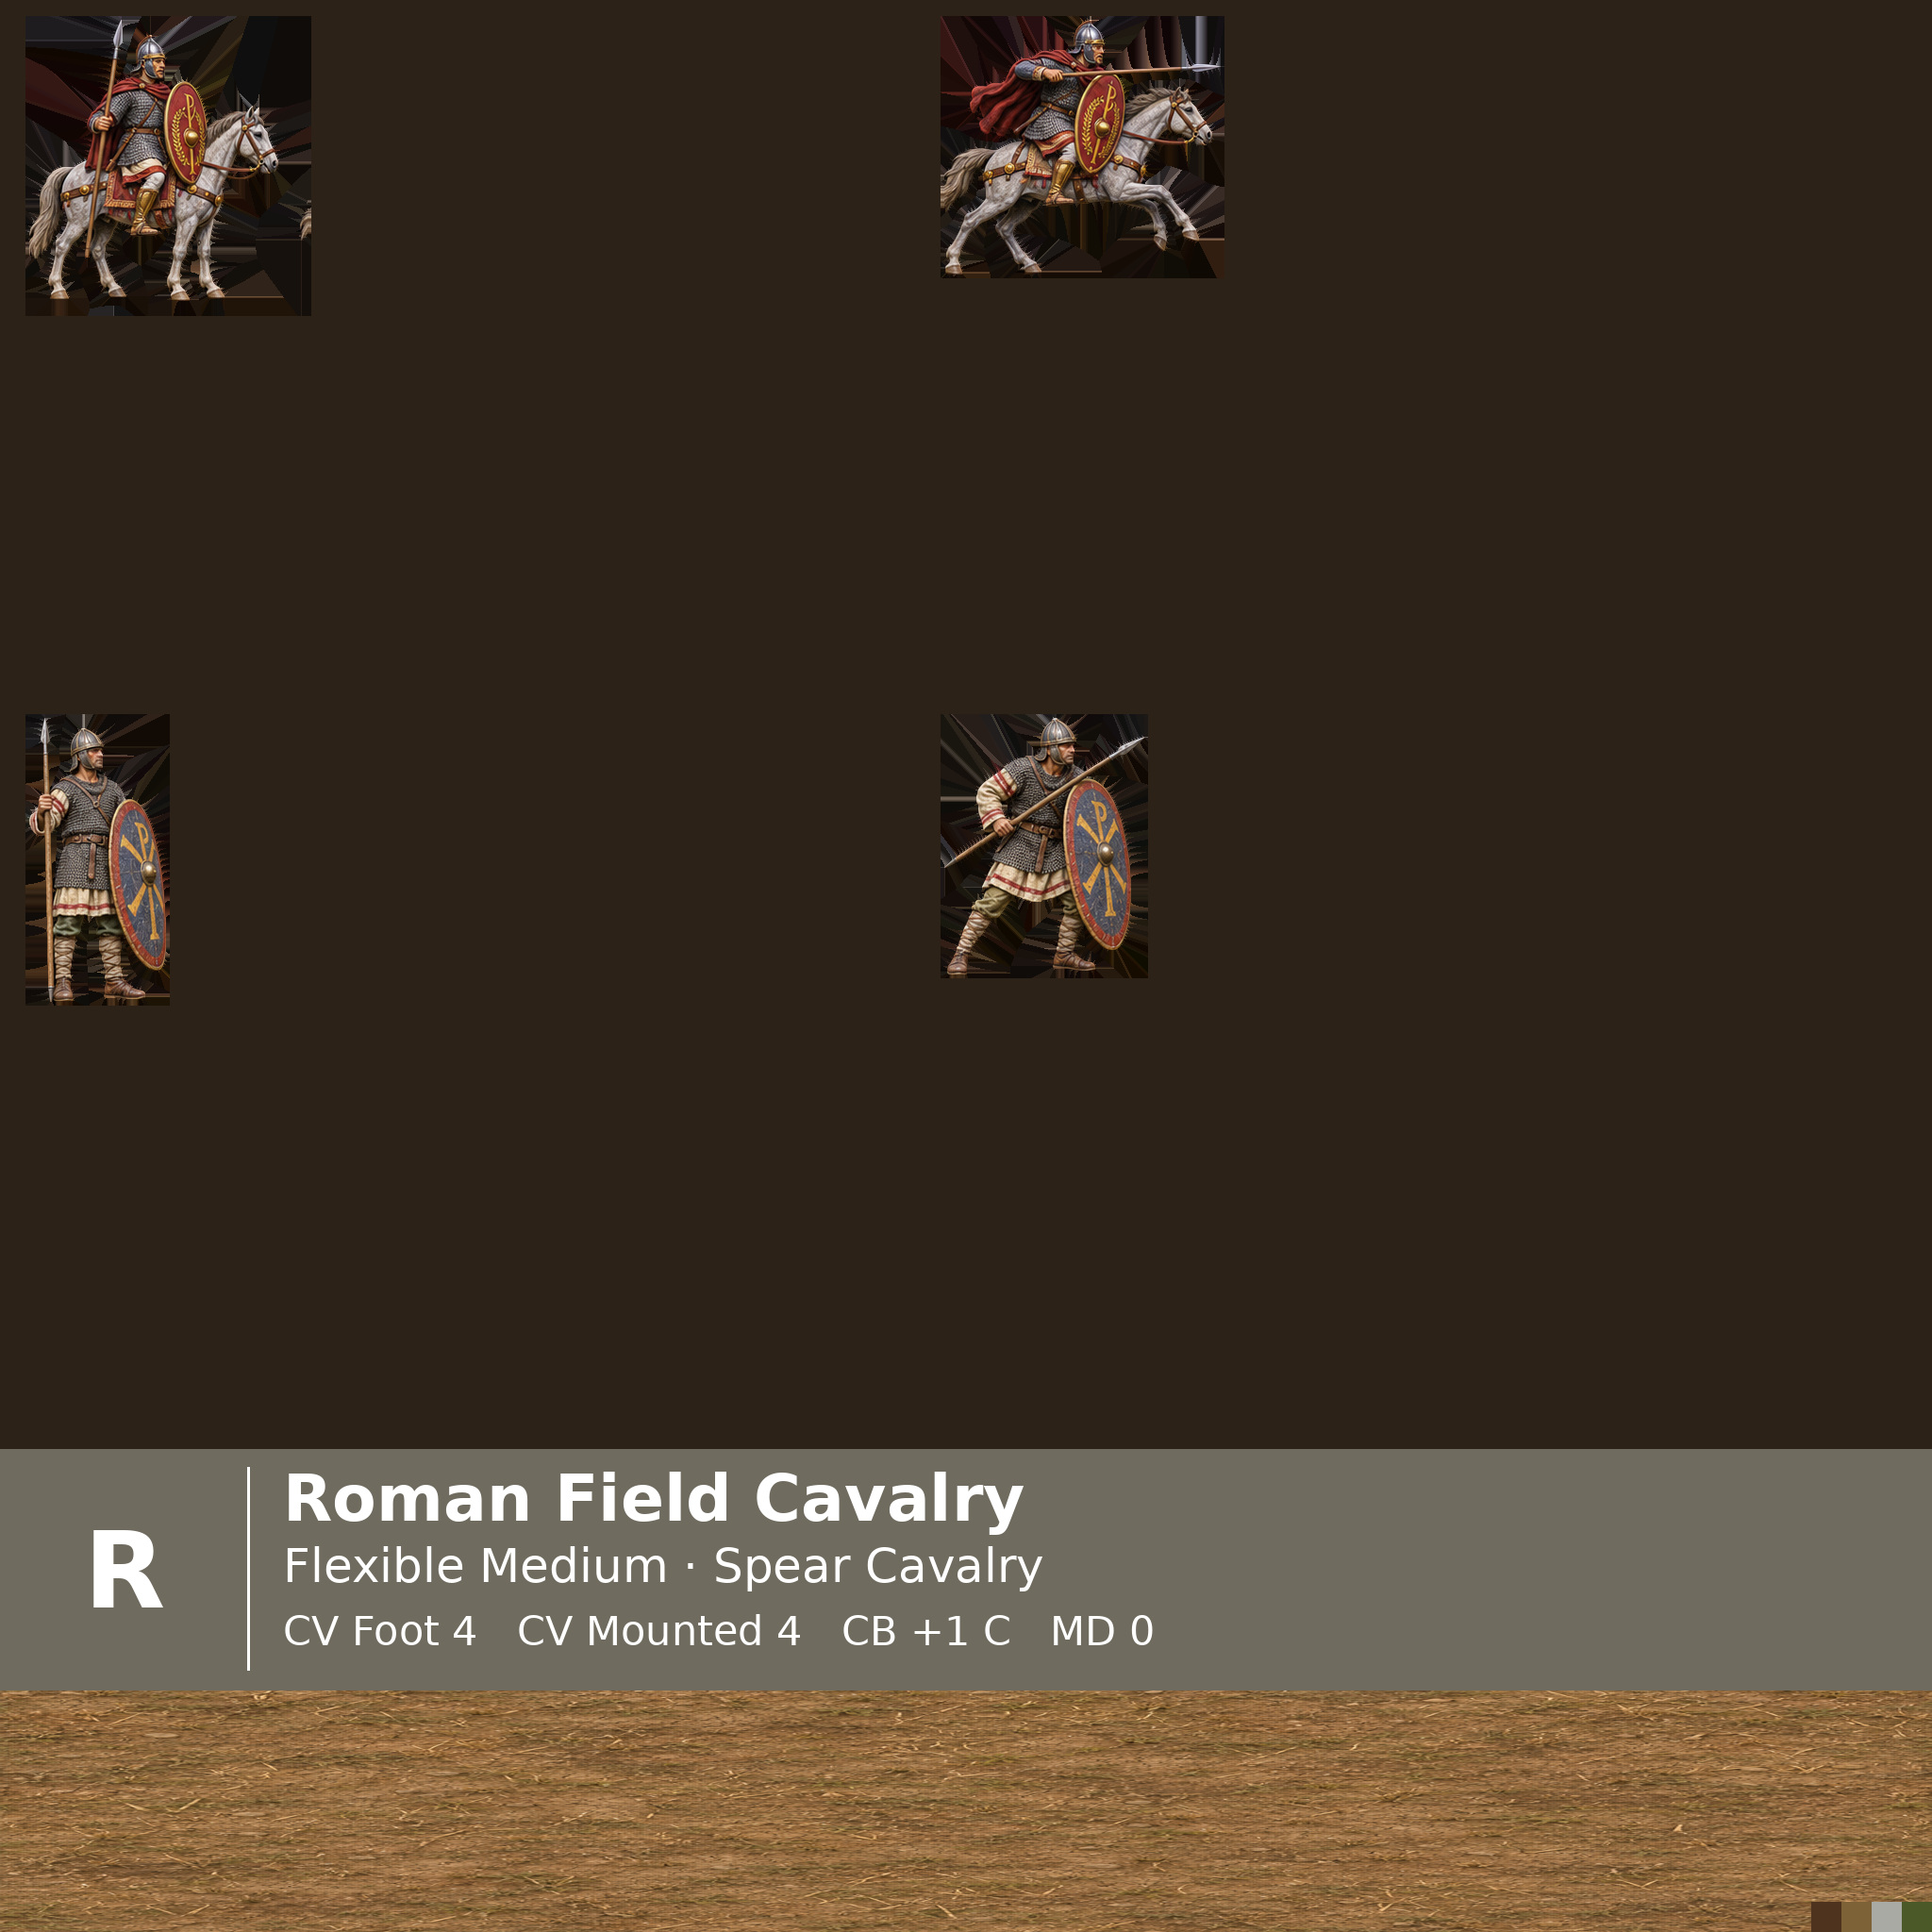 R
Roman Field Cavalry
Flexible Medium · Spear Cavalry
CV Foot 4 CV Mounted 4 CB +1 C MD 0